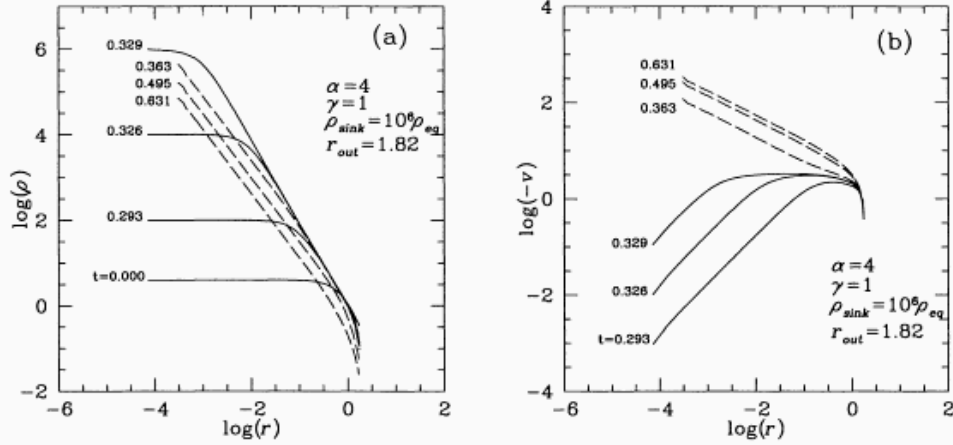 (a)
6
0.329
0.363
0.495
0.631
α=4
γ=1
ρsink=10⁶ρeq
rout=1.82
4
0.326
log(ρ)
2
0.293
t=0.000
0
−2
−6
−4
−2
0
2
log(r)
(b)
4
0.631
0.495
0.363
2
log(−v)
0
0.329
0.326
t=0.293
−2
α=4
γ=1
ρsink=10⁶ρeq
rout=1.82
−4
−6
−4
−2
0
2
log(r)